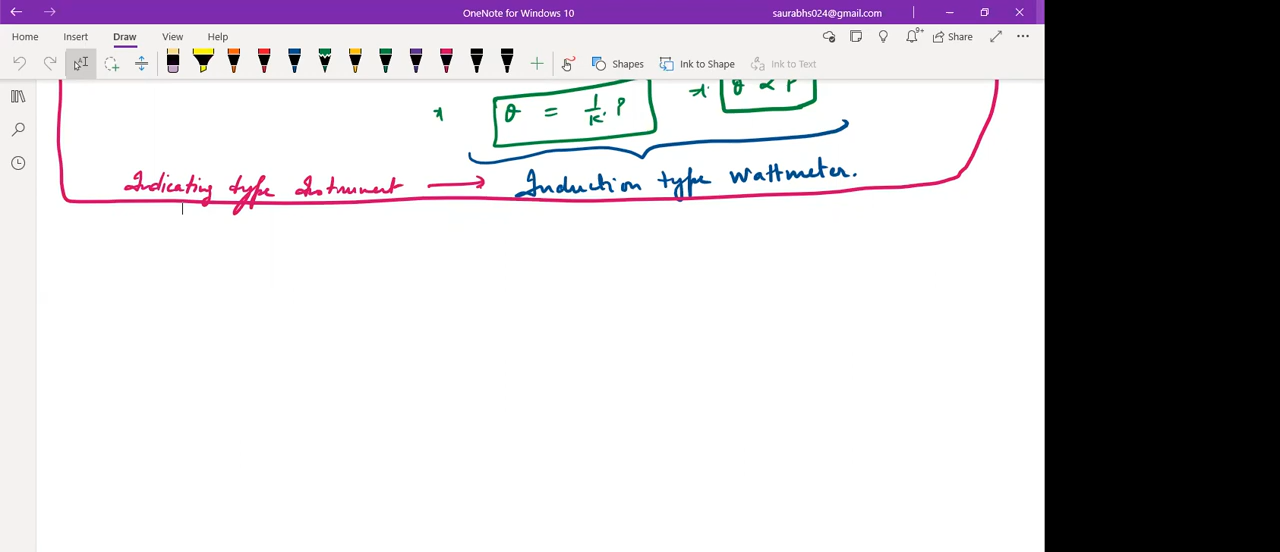 OneNote for Windows 10
saurabhs024@gmail.com
Home Insert Draw View Help
9+ Share
Shapes Ink to Shape Ink to Text
* θ = 1/K . P * θ ∝ P
Indicating type Instrument → Induction type Wattmeter.